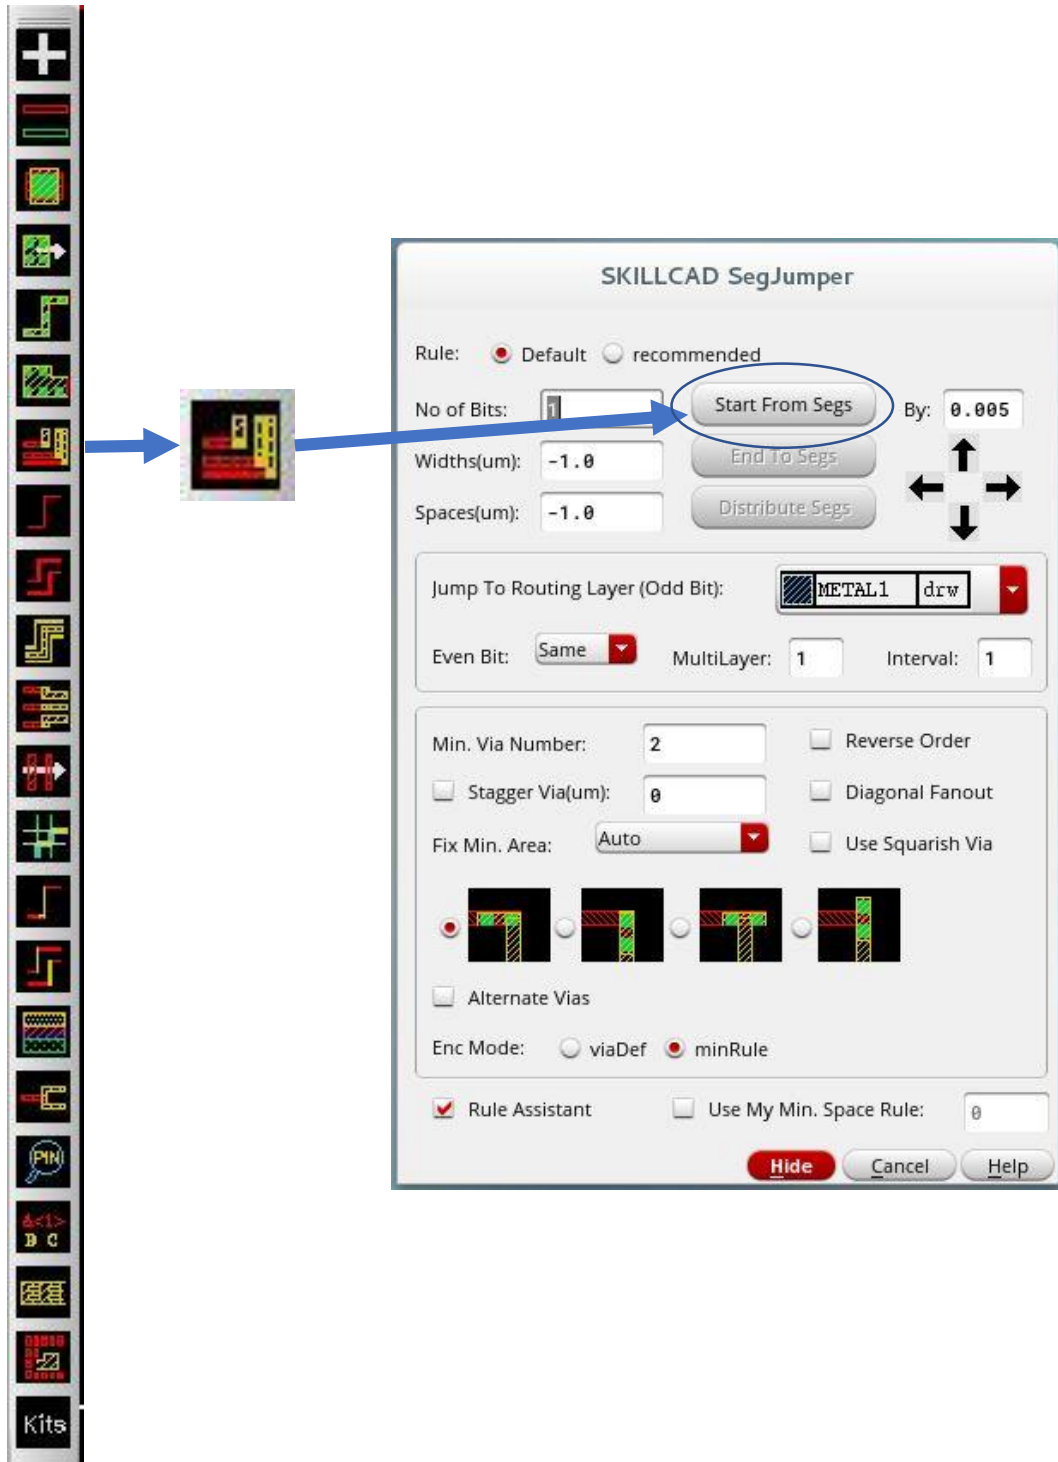 SKILLCAD SegJumper
Rule: Default recommended
No of Bits: 1 Start From Segs By: 0.005
Widths(um): -1.0 End To Segs
Spaces(um): -1.0 Distribute Segs
Jump To Routing Layer (Odd Bit): METAL1 drw
Even Bit: Same MultiLayer: 1 Interval: 1
Min. Via Number: 2 Reverse Order
Stagger Via(um): 0 Diagonal Fanout
Fix Min. Area: Auto Use Squarish Via
Alternate Vias
Enc Mode: viaDef minRule
Rule Assistant Use My Min. Space Rule: 0
Hide Cancel Help
PIN
<1>
C
Kits